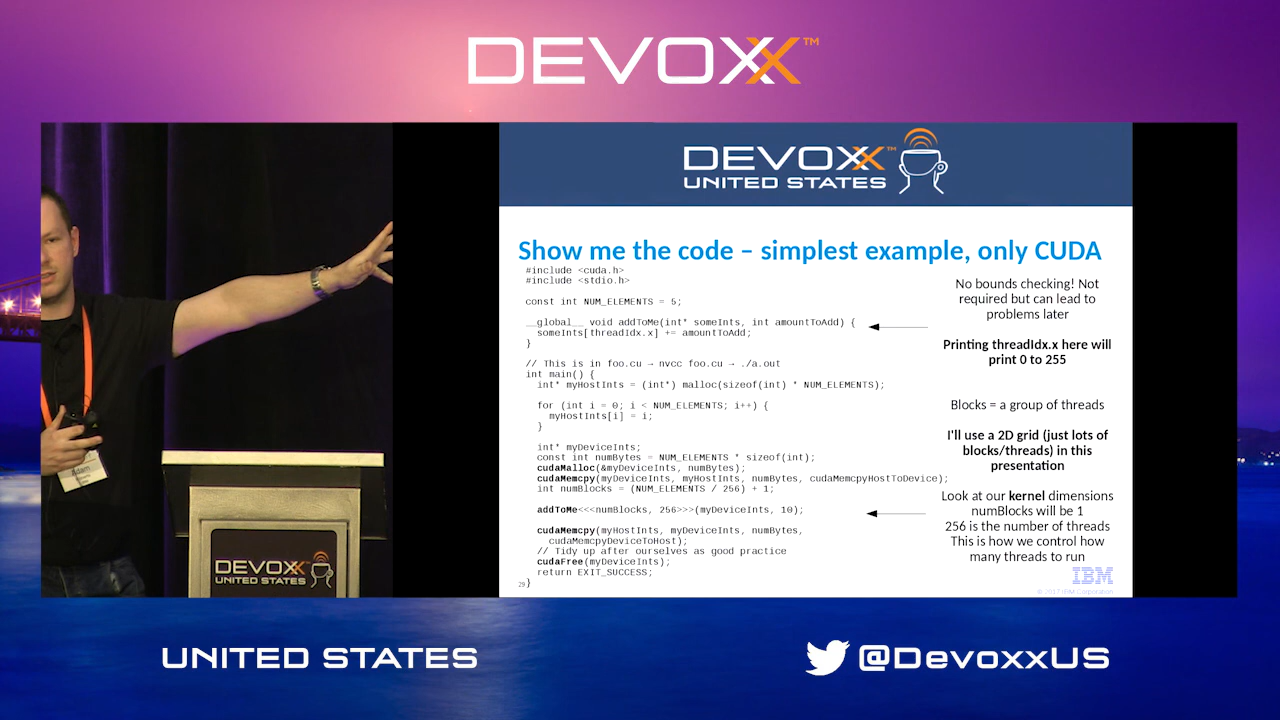 DEVOXX™
DEVOXX™
UNITED STATES
Show me the code – simplest example, only CUDA
#include <cuda.h>
#include <stdio.h>
const int NUM_ELEMENTS = 5;
__global__ void addToMe(int* someInts, int amountToAdd) {
someInts[threadIdx.x] += amountToAdd;
}
// This is in foo.cu → nvcc foo.cu → ./a.out
int main() {
int* myHostInts = (int*) malloc(sizeof(int) * NUM_ELEMENTS);
for (int i = 0; i < NUM_ELEMENTS; i++) {
myHostInts[i] = i;
}
int* myDeviceInts;
const int numBytes = NUM_ELEMENTS * sizeof(int);
cudaMalloc(&myDeviceInts, numBytes);
cudaMemcpy(myDeviceInts, myHostInts, numBytes, cudaMemcpyHostToDevice);
int numBlocks = (NUM_ELEMENTS / 256) + 1;
addToMe<<<numBlocks, 256>>>(myDeviceInts, 10);
cudaMemcpy(myHostInts, myDeviceInts, numBytes,
cudaMemcpyDeviceToHost);
// Tidy up after ourselves as good practice
cudaFree(myDeviceInts);
return EXIT_SUCCESS;
29 }
No bounds checking! Not
required but can lead to
problems later
Printing threadIdx.x here will
print 0 to 255
Blocks = a group of threads
I'll use a 2D grid (just lots of
blocks/threads) in this
presentation
Look at our kernel dimensions
numBlocks will be 1
256 is the number of threads
This is how we control how
many threads to run
IBM
© 2017 IBM Corporation
Adam
DEVOXX
UNITED STATES
UNITED STATES
@DevoxxUS